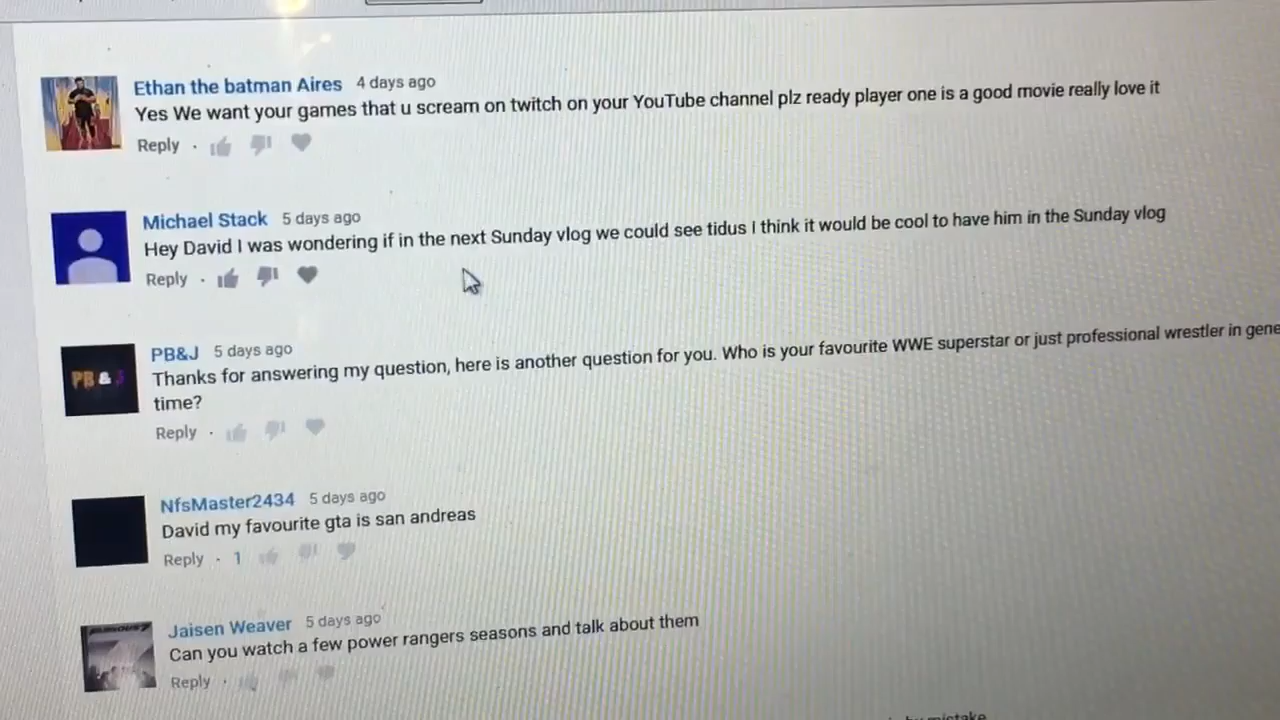 Ethan the batman Aires 4 days ago
Yes We want your games that u scream on twitch on your YouTube channel plz ready player one is a good movie really love it
Reply ·
Michael Stack 5 days ago
Hey David I was wondering if in the next Sunday vlog we could see tidus I think it would be cool to have him in the Sunday vlog
Reply ·
PB&J 5 days ago
PB & J
Thanks for answering my question, here is another question for you. Who is your favourite WWE superstar or just professional wrestler in gene
time?
Reply ·
NfsMaster2434 5 days ago
David my favourite gta is san andreas
Reply · 1
Jaisen Weaver 5 days ago
Can you watch a few power rangers seasons and talk about them
Reply ·
mistake